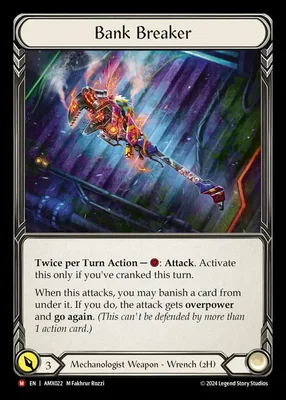 Bank Breaker
Twice per Turn Action — : Attack. Activate
this only if you've cranked this turn.
When this attacks, you may banish a card from
under it. If you do, the attack gets overpower
and go again. (This can't be defended by more than
1 action card.)
3
Mechanologist Weapon - Wrench (2H)
M EN | AMX022 M Fakhrur Rozzi
© 2024 Legend Story Studios